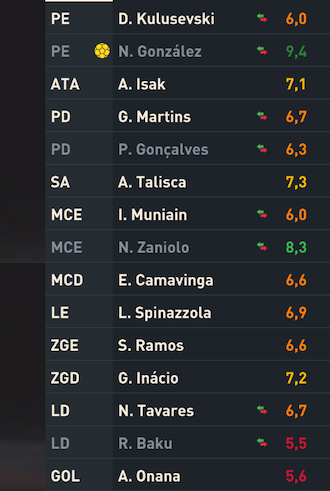 PE D. Kulusevski 6,0
PE N. González 9,4
ATA A. Isak 7,1
PD G. Martins 6,7
PD P. Gonçalves 6,3
SA A. Talisca 7,3
MCE I. Muniain 6,0
MCE N. Zaniolo 8,3
MCD E. Camavinga 6,6
LE L. Spinazzola 6,9
ZGE S. Ramos 6,6
ZGD G. Inácio 7,2
LD N. Tavares 6,7
LD R. Baku 5,5
GOL A. Onana 5,6